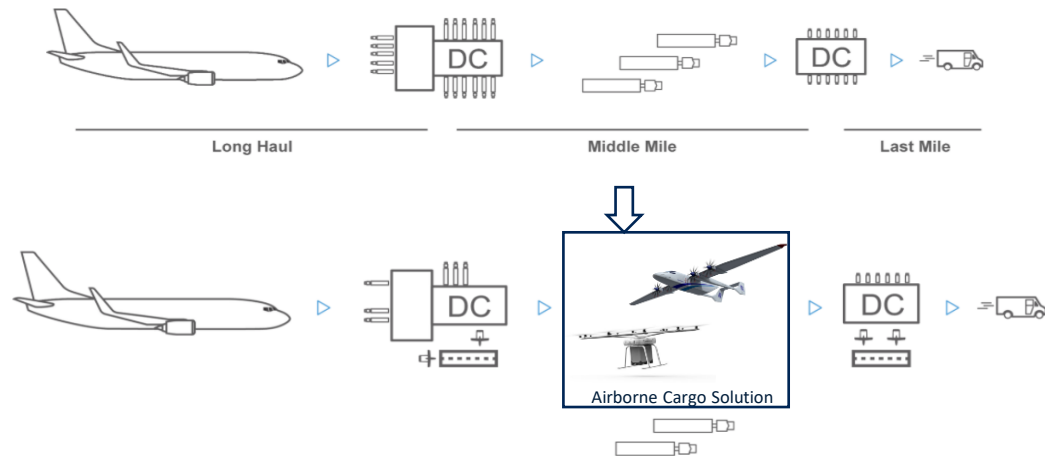 DC
DC
Long Haul
Middle Mile
Last Mile
DC
DC
Airborne Cargo Solution